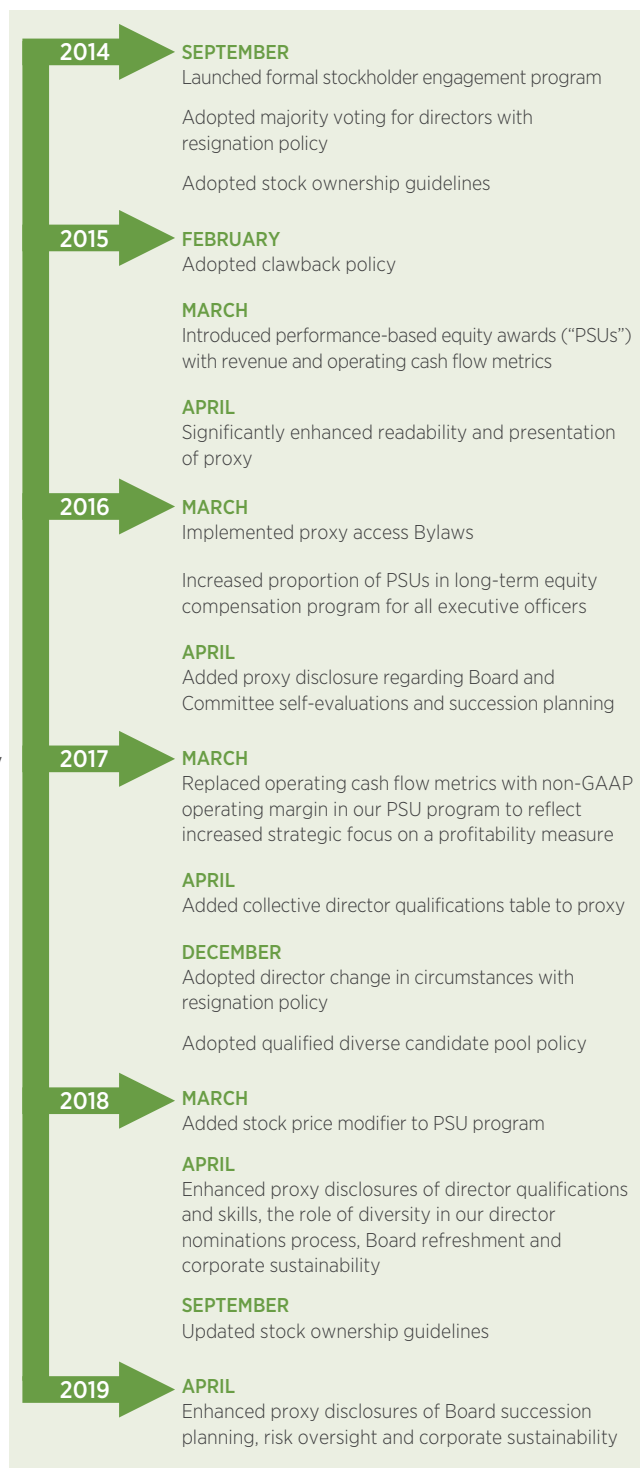 2014
SEPTEMBER
Launched formal stockholder engagement program
Adopted majority voting for directors with
resignation policy
Adopted stock ownership guidelines
2015
FEBRUARY
Adopted clawback policy
MARCH
Introduced performance-based equity awards (“PSUs”)
with revenue and operating cash flow metrics
APRIL
Significantly enhanced readability and presentation
of proxy
2016
MARCH
Implemented proxy access Bylaws
Increased proportion of PSUs in long-term equity
compensation program for all executive officers
APRIL
Added proxy disclosure regarding Board and
Committee self-evaluations and succession planning
2017
MARCH
Replaced operating cash flow metrics with non-GAAP
operating margin in our PSU program to reflect
increased strategic focus on a profitability measure
APRIL
Added collective director qualifications table to proxy
DECEMBER
Adopted director change in circumstances with
resignation policy
Adopted qualified diverse candidate pool policy
2018
MARCH
Added stock price modifier to PSU program
APRIL
Enhanced proxy disclosures of director qualifications
and skills, the role of diversity in our director
nominations process, Board refreshment and
corporate sustainability
SEPTEMBER
Updated stock ownership guidelines
2019
APRIL
Enhanced proxy disclosures of Board succession
planning, risk oversight and corporate sustainability